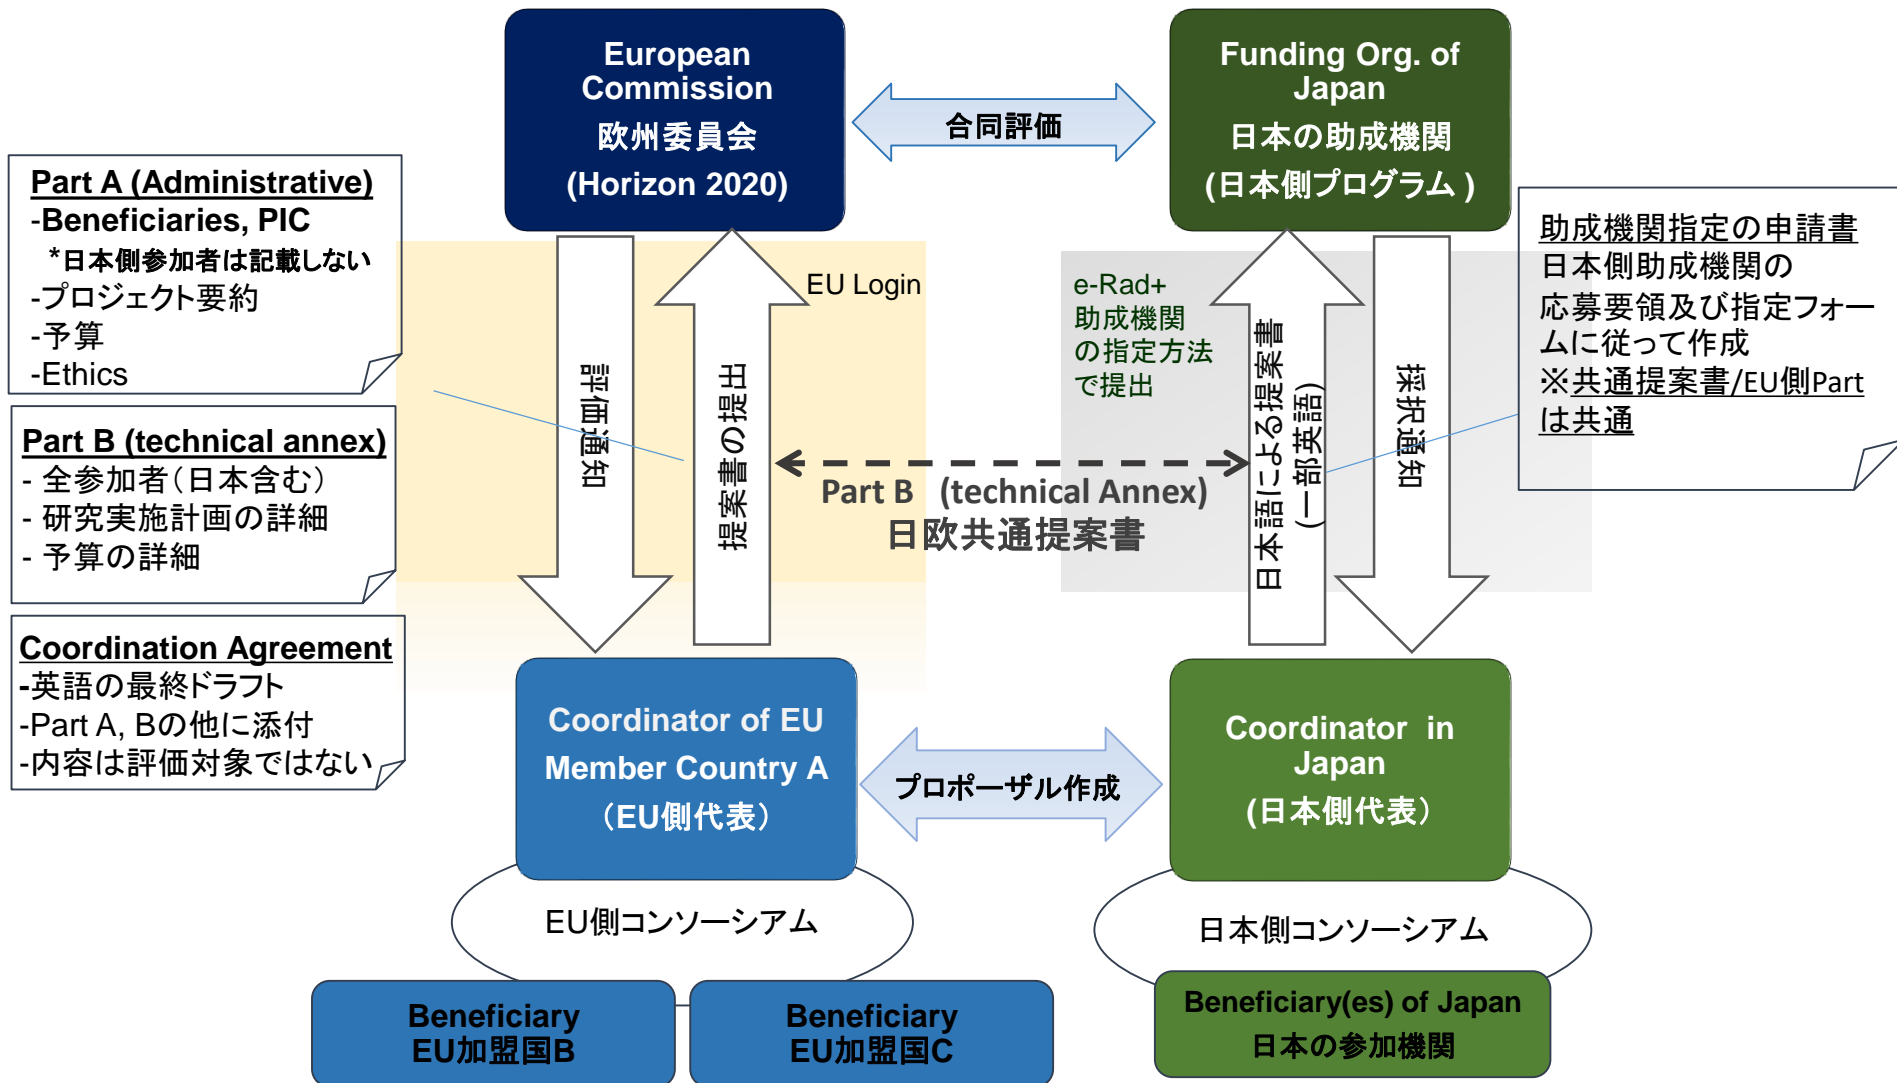 European
Commission
欧州委員会
(Horizon 2020)
合同評価
Funding Org. of
Japan
日本の助成機関
(日本側プログラム )
Part A (Administrative)
-Beneficiaries, PIC
*日本側参加者は記載しない
-プロジェクト要約
-予算
-Ethics
Part B (technical annex)
- 全参加者（日本含む）
- 研究実施計画の詳細
- 予算の詳細
Coordination Agreement
-英語の最終ドラフト
-Part A, Bの他に添付
-内容は評価対象ではない
評価通知
提案書の提出
EU Login
Part B (technical Annex)
日欧共通提案書
e-Rad+
助成機関
の指定方法
で提出
日本語による提案書
(一部英語)
採択通知
助成機関指定の申請書
日本側助成機関の
応募要領及び指定フォー
ムに従って作成
※共通提案書/EU側Part
は共通
Coordinator of EU
Member Country A
（EU側代表）
プロポーザル作成
Coordinator in
Japan
(日本側代表）
EU側コンソーシアム
日本側コンソーシアム
Beneficiary
EU加盟国B
Beneficiary
EU加盟国C
Beneficiary(es) of Japan
日本の参加機関